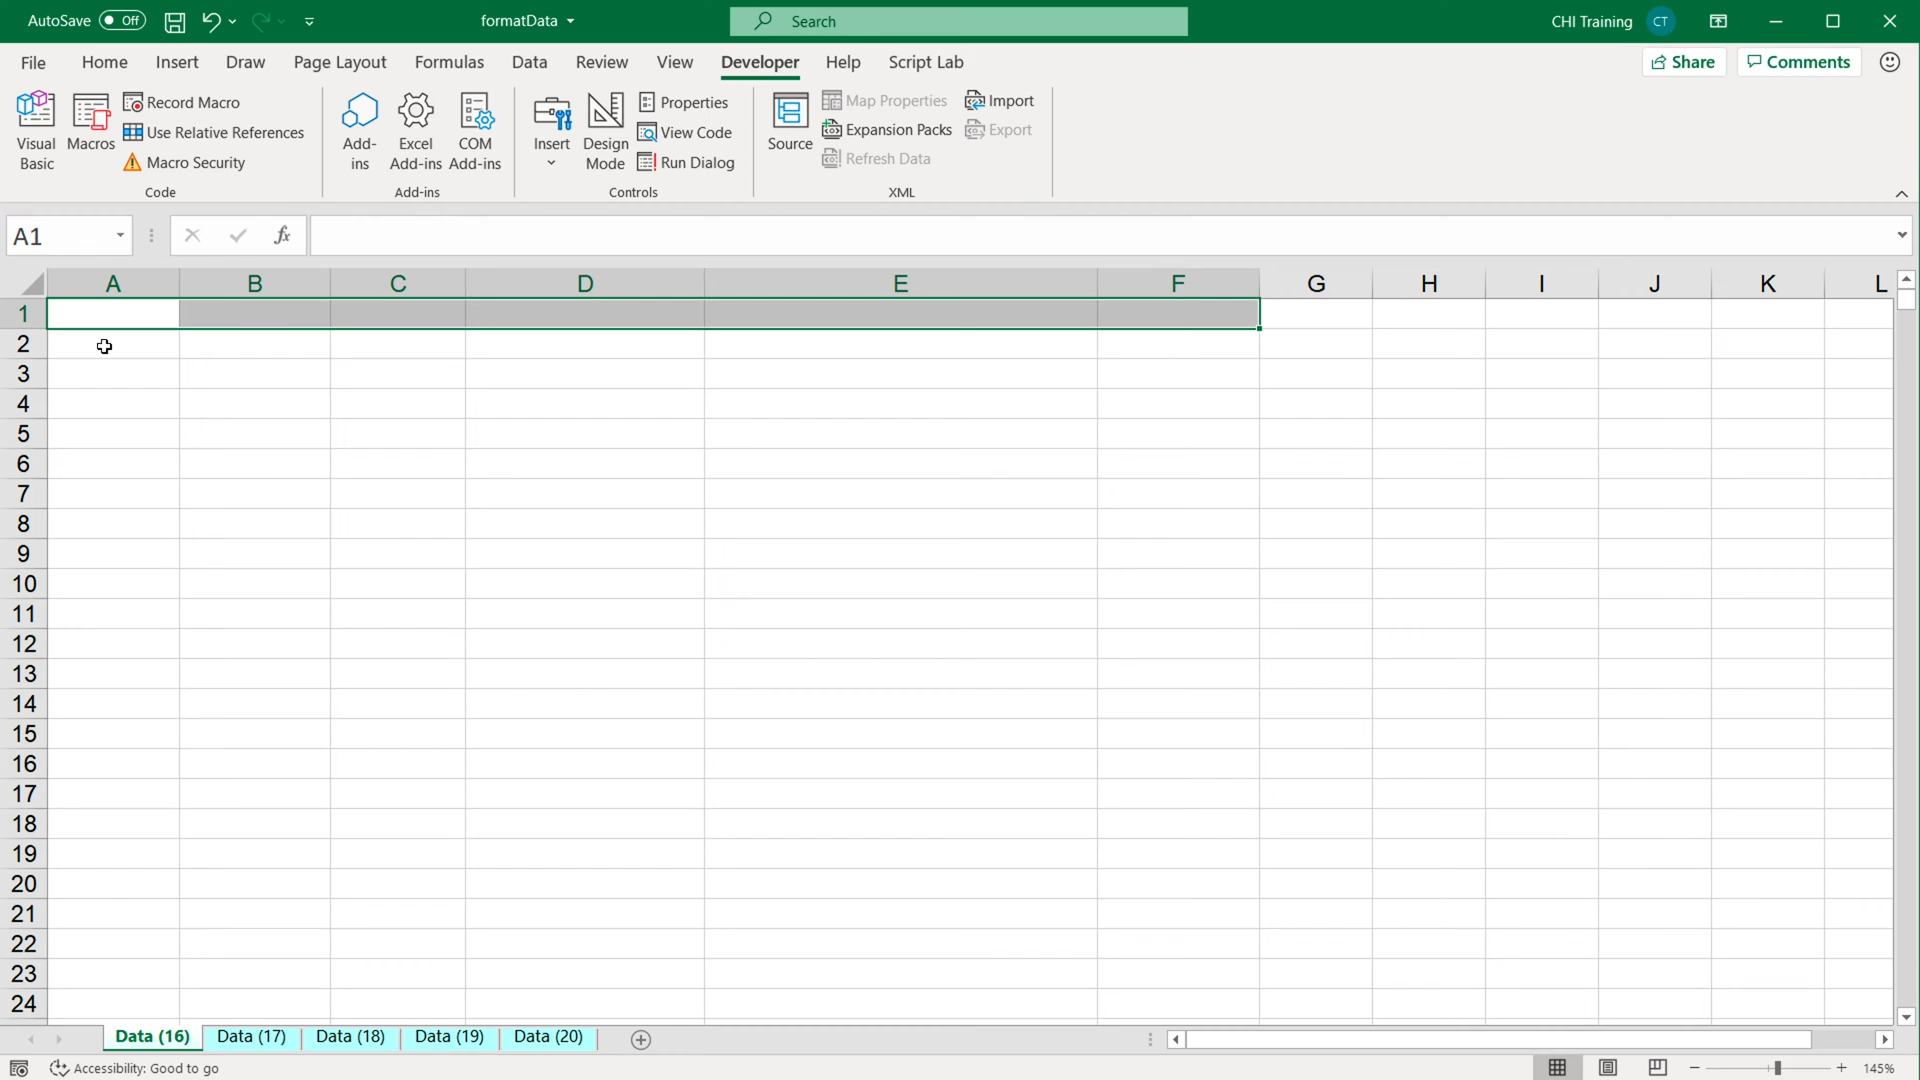 AutoSave Off formatData Search CHI Training CT
File Home Insert Draw Page Layout Formulas Data Review View Developer Help Script Lab Share Comments
Visual Basic
Macros
Record Macro
Use Relative References
Macro Security
Code
Add-ins
Excel Add-ins
COM Add-ins
Add-ins
Insert
Design Mode
Properties
View Code
Run Dialog
Controls
Source
Map Properties
Expansion Packs
Refresh Data
Import
Export
XML
A1 fx
A B C D E F G H I J K L
1
2
3
4
5
6
7
8
9
10
11
12
13
14
15
16
17
18
19
20
21
22
23
24
Data (16) Data (17) Data (18) Data (19) Data (20)
Accessibility: Good to go 145%